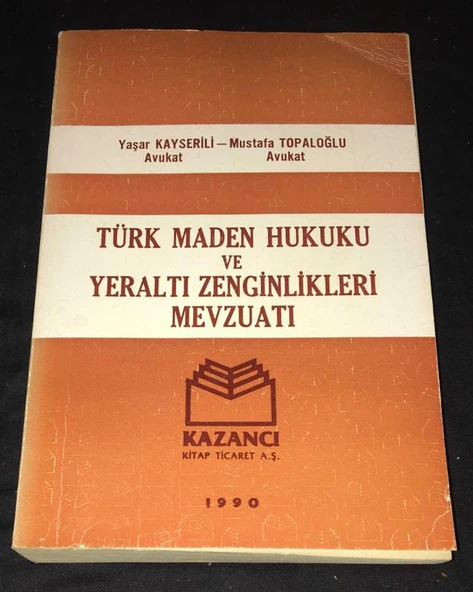 Yaşar KAYSERİLİ — Mustafa TOPALOĞLU
Avukat Avukat
TÜRK MADEN HUKUKU
VE
YERALTI ZENGİNLİKLERİ
MEVZUATI
KAZANCI
KİTAP TİCARET A.Ş.
1990